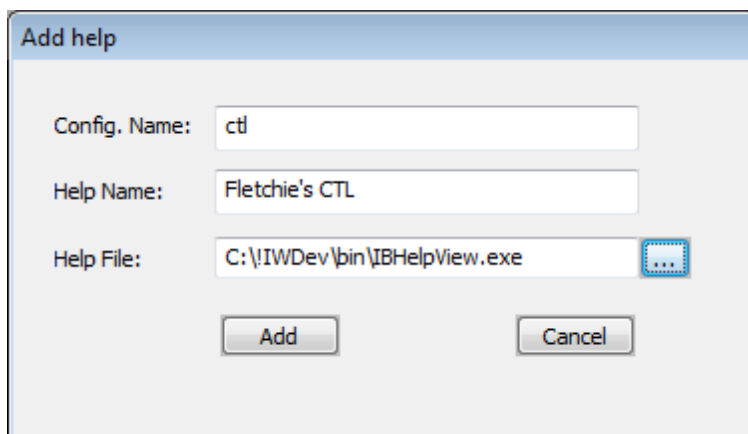 Add help
Config. Name: ctl
Help Name: Fletchie's CTL
Help File: C:\!IWDev\bin\IBHelpView.exe ...
Add Cancel